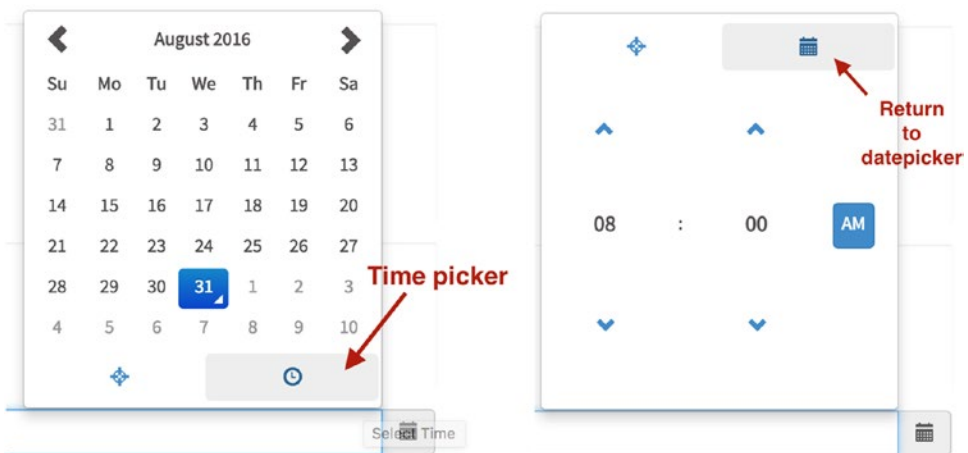 August 2016
Su Mo Tu We Th Fr Sa
31 1 2 3 4 5 6
7 8 9 10 11 12 13
14 15 16 17 18 19 20
21 22 23 24 25 26 27
28 29 30 31 1 2 3
4 5 6 7 8 9 10
Time picker
Select Time
Return
to
datepicker
08 : 00 AM